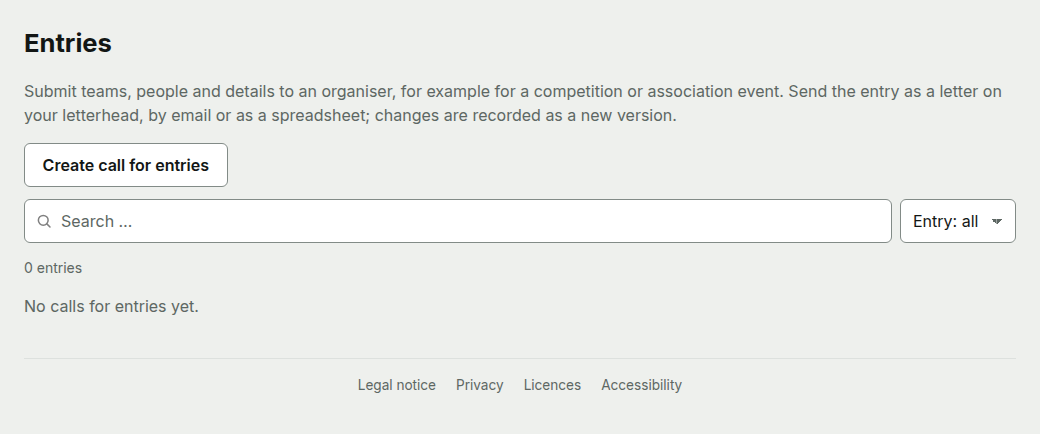 Entries
Submit teams, people and details to an organiser, for example for a competition or association event. Send the entry as a letter on
your letterhead, by email or as a spreadsheet; changes are recorded as a new version.
Create call for entries
Search ...
Entry: all
0 entries
No calls for entries yet.
Legal notice Privacy Licences Accessibility